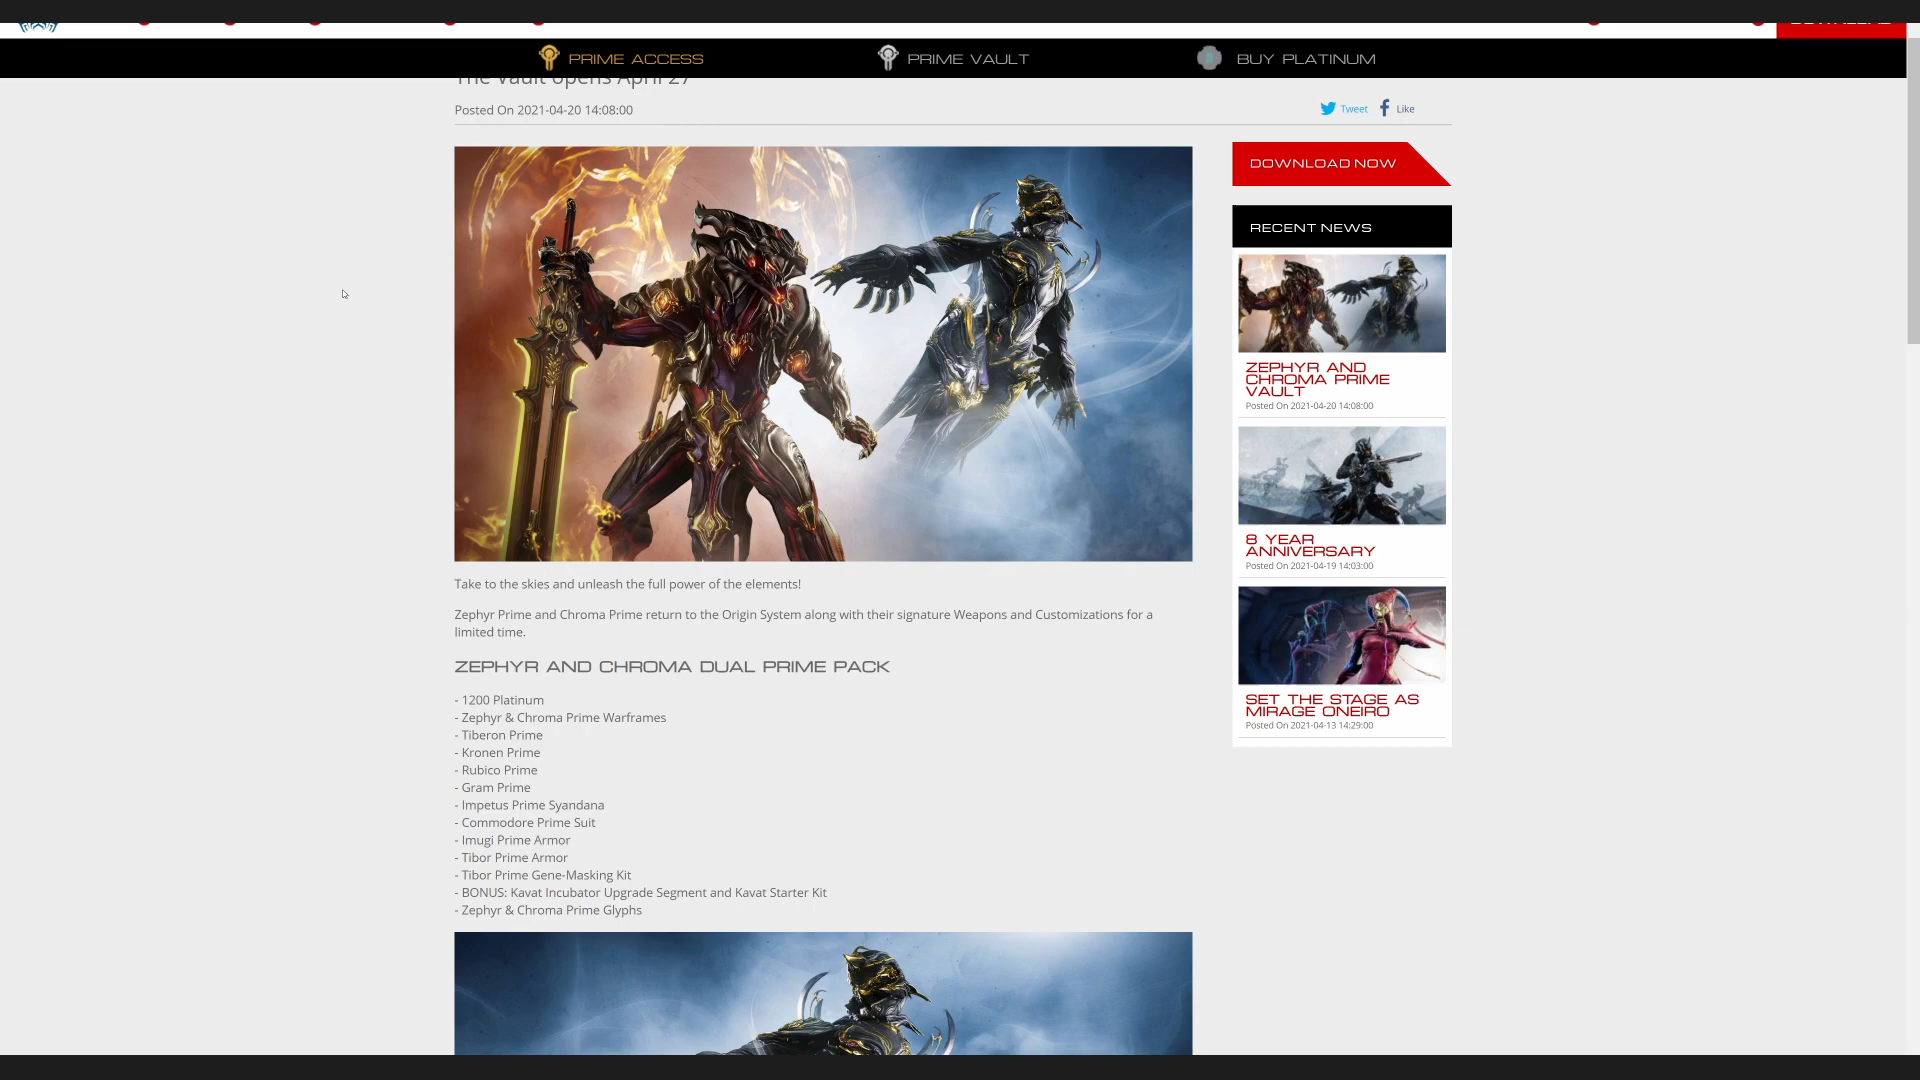 DOWNLOAD
PRIME ACCESS
PRIME VAULT
BUY PLATINUM
The Vault opens April 27
Posted On 2021-04-20 14:08:00
Tweet
Like
DOWNLOAD NOW
RECENT NEWS
ZEPHYR AND
CHROMA PRIME
VAULT
Posted On 2021-04-20 14:08:00
8 YEAR
ANNIVERSARY
Posted On 2021-04-19 14:03:00
SET THE STAGE AS
MIRAGE ONEIRO
Posted On 2021-04-13 14:29:00
Take to the skies and unleash the full power of the elements!
Zephyr Prime and Chroma Prime return to the Origin System along with their signature Weapons and Customizations for a
limited time.
ZEPHYR AND CHROMA DUAL PRIME PACK
- 1200 Platinum
- Zephyr & Chroma Prime Warframes
- Tiberon Prime
- Kronen Prime
- Rubico Prime
- Gram Prime
- Impetus Prime Syandana
- Commodore Prime Suit
- Imugi Prime Armor
- Tibor Prime Armor
- Tibor Prime Gene-Masking Kit
- BONUS: Kavat Incubator Upgrade Segment and Kavat Starter Kit
- Zephyr & Chroma Prime Glyphs